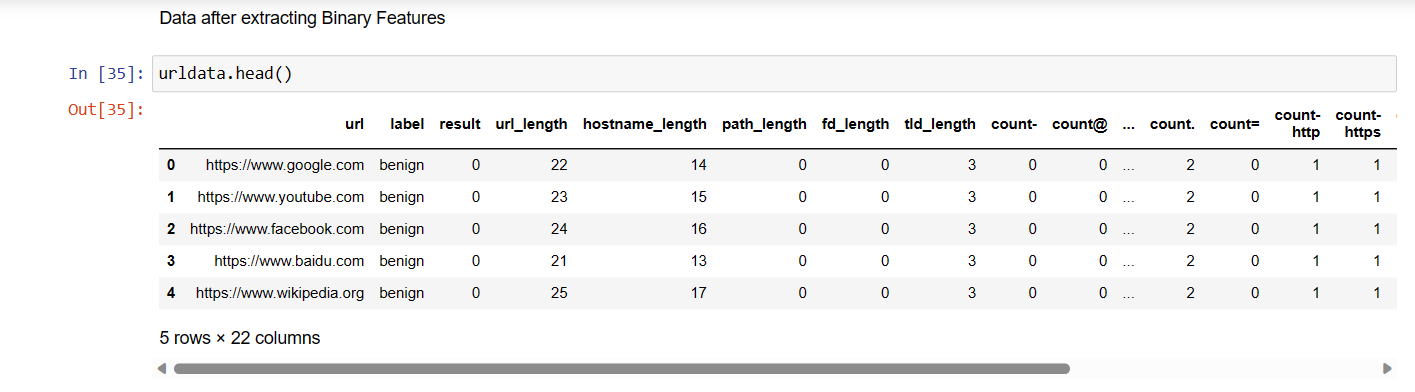 Data after extracting Binary Features
In [35]: urldata.head()
Out[35]:
url label result url_length hostname_length path_length fd_length tld_length count- count@ ... count. count= count-http count-https
0 https://www.google.com benign 0 22 14 0 0 3 0 0 ... 2 0 1 1
1 https://www.youtube.com benign 0 23 15 0 0 3 0 0 ... 2 0 1 1
2 https://www.facebook.com benign 0 24 16 0 0 3 0 0 ... 2 0 1 1
3 https://www.baidu.com benign 0 21 13 0 0 3 0 0 ... 2 0 1 1
4 https://www.wikipedia.org benign 0 25 17 0 0 3 0 0 ... 2 0 1 1
5 rows × 22 columns